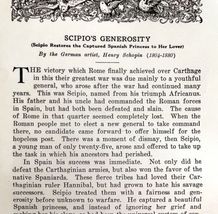 SCIPIO'S GENEROSITY
(Scipio Restores the Captured Spanish Princess to Her Lover)
By the German artist, Henry Schopin (1804-1880)
THE victory which Rome finally achieved over Carthage
in this their greatest war was due mainly to a youthful
general, who arose after the war had continued many
years. This was Scipio, named from his triumph Africanus.
His father and his uncle had commanded the Roman forces
in Spain, but had both been defeated and slain. The cause
of Rome in that quarter seemed completely lost. When the
Roman people met to elect a new general to take command
there, no candidate came forward to offer himself for the
hopeless post. There was a moment of dismay, then Scipio,
a young man of only twenty-five, arose and offered to take up
the task in which his ancestors had perished.
In Spain his success was immediate. Not only did he
defeat the Carthaginian armies, but also won the favor of the
native Spaniards. These fierce tribes had loved their Car-
thaginian ruler Hannibal, but had grown to hate his savage
successors. Scipio treated them with a fairness and gen-
erosity before unknown to warfare. He captured a beautiful
Spanish princess, and instead of ignoring her and